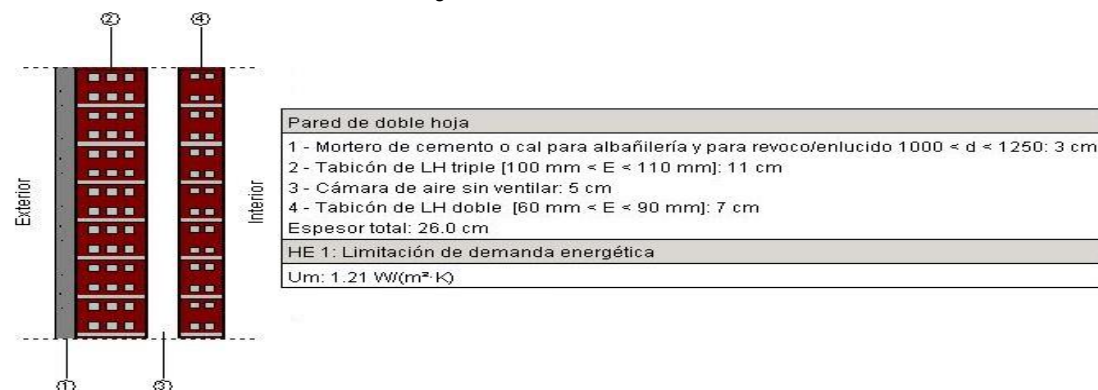 ② ④
Exterior
Interior
① ③
Pared de doble hoja
1 - Mortero de cemento o cal para albañilería y para revoco/enlucido 1000 < d < 1250: 3 cm
2 - Tabicón de LH triple [100 mm < E < 110 mm]: 11 cm
3 - Cámara de aire sin ventilar: 5 cm
4 - Tabicón de LH doble [60 mm < E < 90 mm]: 7 cm
Espesor total: 26.0 cm
HE 1: Limitación de demanda energética
Um: 1.21 W/(m²·K)